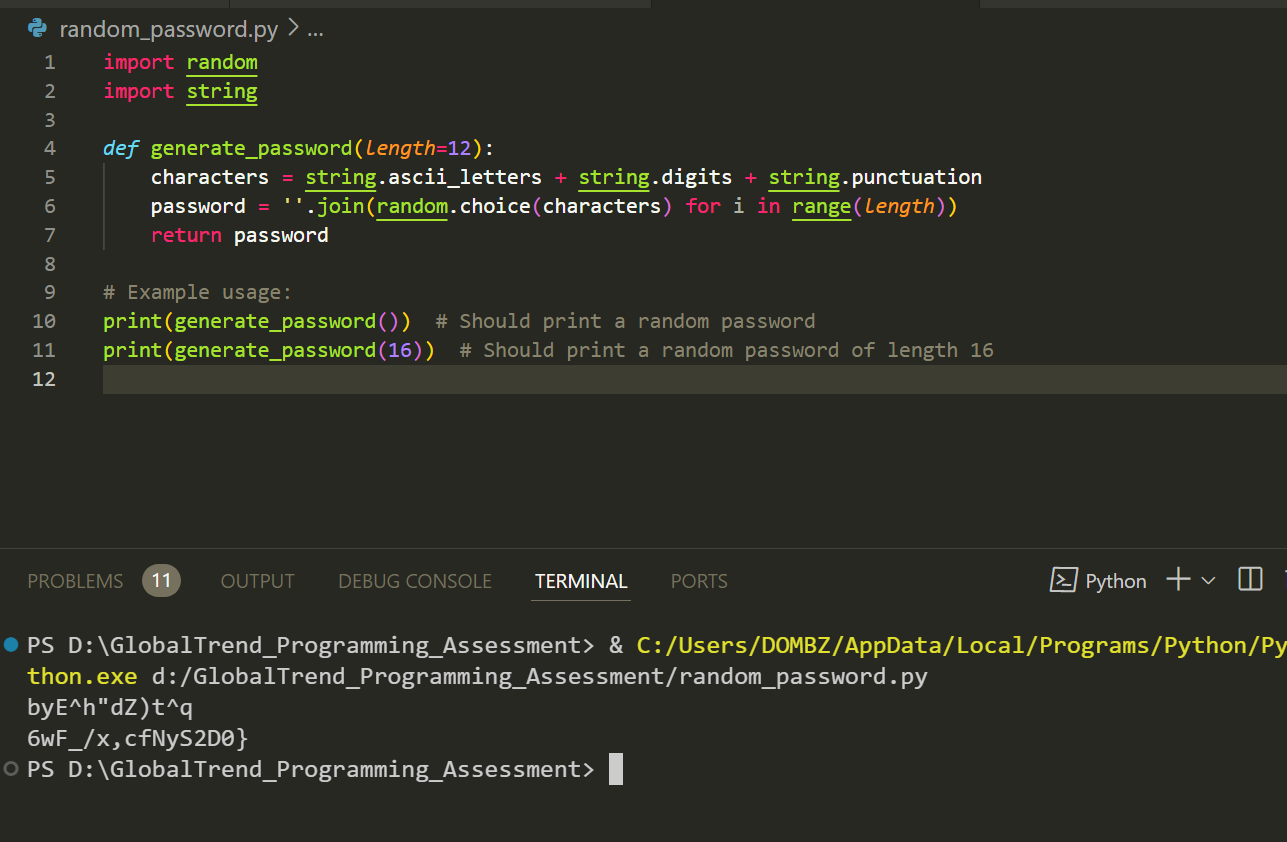 random_password.py > ...
1 import random
2 import string
3
4 def generate_password(length=12):
5     characters = string.ascii_letters + string.digits + string.punctuation
6     password = ''.join(random.choice(characters) for i in range(length))
7     return password
8
9 # Example usage:
10 print(generate_password())  # Should print a random password
11 print(generate_password(16))  # Should print a random password of length 16
12
PROBLEMS 11 OUTPUT DEBUG CONSOLE TERMINAL PORTS Python
PS D:\GlobalTrend_Programming_Assessment> & C:/Users/DOMBZ/AppData/Local/Programs/Python/Py
thon.exe d:/GlobalTrend_Programming_Assessment/random_password.py
byE^h"dZ)t^q
6wF_/x,cfNyS2D0}
PS D:\GlobalTrend_Programming_Assessment>